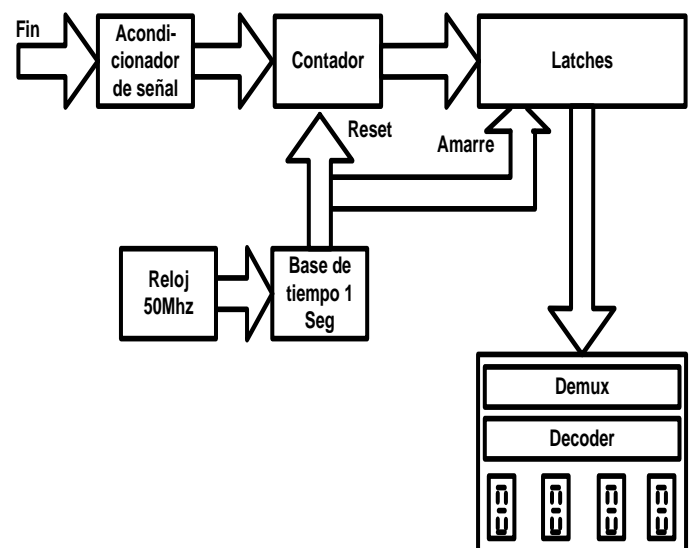 Fin
Acondi-
cionador
de señal
Contador
Latches
Reset
Amarre
Reloj
50Mhz
Base de
tiempo 1
Seg
Demux
Decoder